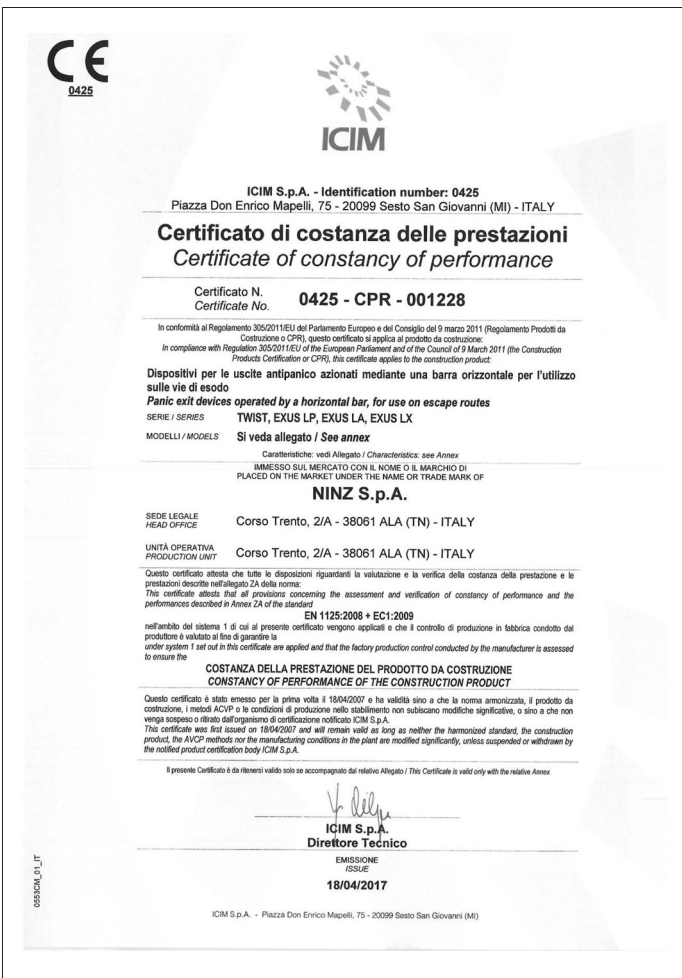 CE
0425
ICIM
ICIM S.p.A. - Identification number: 0425
Piazza Don Enrico Mapelli, 75 - 20099 Sesto San Giovanni (MI) - ITALY
Certificato di costanza delle prestazioni
Certificate of constancy of performance
Certificato N.
Certificate No.
0425 - CPR - 001228
In conformità al Regolamento 305/2011/EU del Parlamento Europeo e del Consiglio del 9 marzo 2011 (Regolamento Prodotti da
Costruzione o CPR), questo certificato si applica al prodotto da costruzione:
In compliance with Regulation 305/2011/EU of the European Parliament and of the Council of 9 March 2011 (the Construction
Products Certification or CPR), this certificate applies to the construction product:
Dispositivi per le uscite antipanico azionati mediante una barra orizzontale per l'utilizzo
sulle vie di esodo
Panic exit devices operated by a horizontal bar, for use on escape routes
SERIE / SERIES TWIST, EXUS LP, EXUS LA, EXUS LX
MODELLI / MODELS Si veda allegato / See annex
Caratteristiche: vedi Allegato / Characteristics: see Annex
IMMESSO SUL MERCATO CON IL NOME O IL MARCHIO DI
PLACED ON THE MARKET UNDER THE NAME OR TRADE MARK OF
NINZ S.p.A.
SEDE LEGALE
HEAD OFFICE
Corso Trento, 2/A - 38061 ALA (TN) - ITALY
UNITÀ OPERATIVA
PRODUCTION UNIT
Corso Trento, 2/A - 38061 ALA (TN) - ITALY
Questo certificato attesta che tutte le disposizioni riguardanti la valutazione e la verifica della costanza della prestazione e le
prestazioni descritte nell'allegato ZA della norma:
This certificate attests that all provisions concerning the assessment and verification of constancy of performance and the
performances described in Annex ZA of the standard
EN 1125:2008 + EC1:2009
nell'ambito del sistema 1 di cui al presente certificato vengono applicati e che il controllo di produzione in fabbrica condotto dal
produttore è valutato al fine di garantire la
under system 1 set out in this certificate are applied and that the factory production control conducted by the manufacturer is assessed
to ensure the
COSTANZA DELLA PRESTAZIONE DEL PRODOTTO DA COSTRUZIONE
CONSTANCY OF PERFORMANCE OF THE CONSTRUCTION PRODUCT
Questo certificato è stato emesso per la prima volta il 18/04/2007 e ha validità sino a che la norma armonizzata, il prodotto da
costruzione, i metodi ACVP o le condizioni di produzione nello stabilimento non subiscano modifiche significative, o sino a che non
venga sospeso o ritirato dall'organismo di certificazione notificato ICIM S.p.A.
This certificate was first issued on 18/04/2007 and will remain valid as long as neither the harmonized standard, the construction
product, the AVCP methods nor the manufacturing conditions in the plant are modified significantly, unless suspended or withdrawn by
the notified product certification body ICIM S.p.A.
Il presente Certificato è da ritenersi valido solo se accompagnato dal relativo Allegato / This Certificate is valid only with the relative Annex
ICIM S.p.A.
Direttore Tecnico
EMISSIONE
ISSUE
18/04/2017
0553CM_01_IT
ICIM S.p.A. - Piazza Don Enrico Mapelli, 75 - 20099 Sesto San Giovanni (MI)